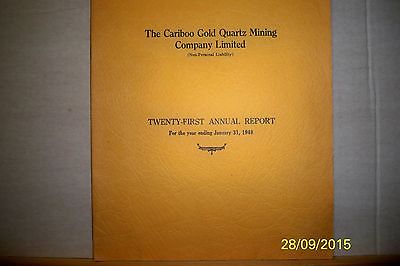 The Cariboo Gold Quartz Mining
Company Limited
(Non-Personal Liability)
TWENTY-FIRST ANNUAL REPORT
For the year ending January 31, 1948
28/09/2015